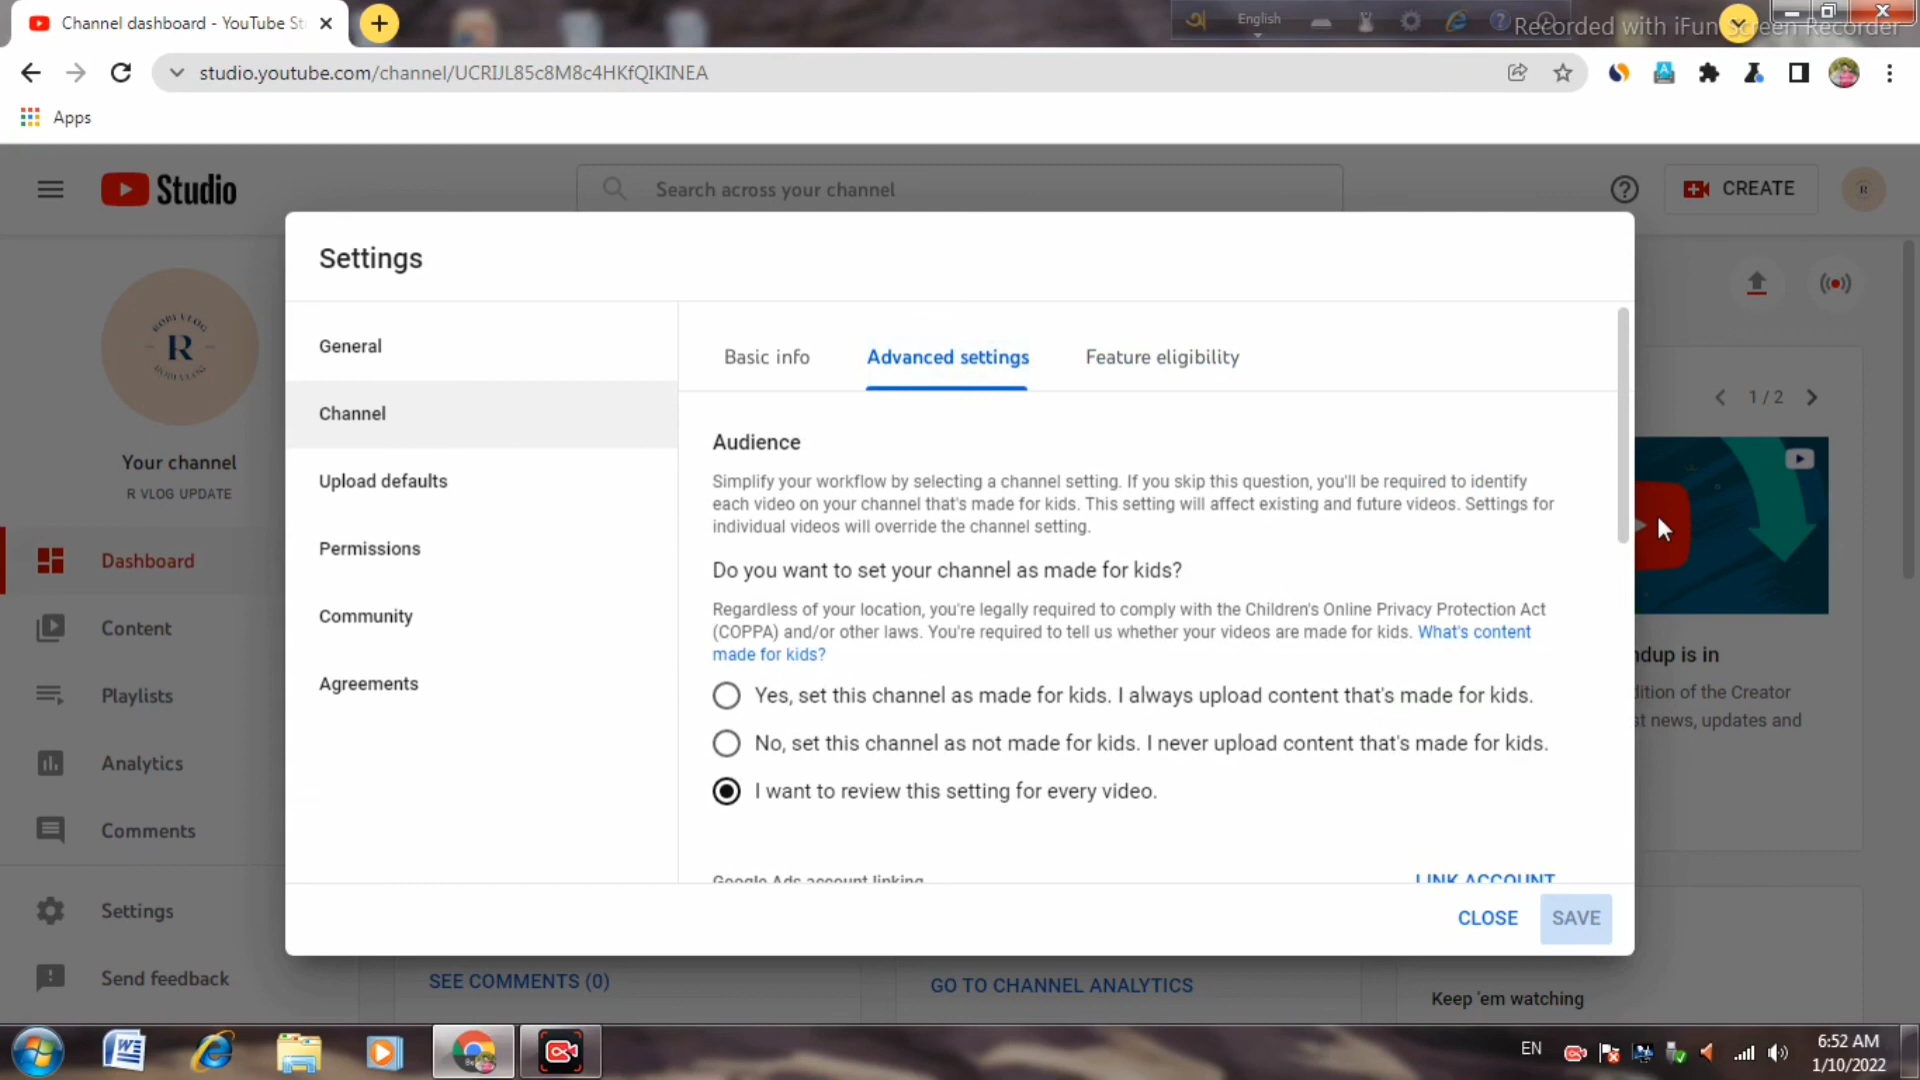 Channel dashboard - YouTube St
English
Recorded with iFun Screen Recorder
studio.youtube.com/channel/UCRIJL85c8M8c4HKfQIKINEA
Apps
Studio
Search across your channel
CREATE
R
Settings
General
Channel
Upload defaults
Permissions
Community
Agreements
Basic info
Advanced settings
Feature eligibility
Audience
Simplify your workflow by selecting a channel setting. If you skip this question, you'll be required to identify
each video on your channel that's made for kids. This setting will affect existing and future videos. Settings for
individual videos will override the channel setting.
Do you want to set your channel as made for kids?
Regardless of your location, you're legally required to comply with the Children's Online Privacy Protection Act
(COPPA) and/or other laws. You're required to tell us whether your videos are made for kids. What's content
made for kids?
Yes, set this channel as made for kids. I always upload content that's made for kids.
No, set this channel as not made for kids. I never upload content that's made for kids.
I want to review this setting for every video.
Google Ads account linking
LINK ACCOUNT
CLOSE
SAVE
R
Your channel
R VLOG UPDATE
Dashboard
Content
Playlists
Analytics
Comments
Settings
Send feedback
1 / 2
ndup is in
ition of the Creator
st news, updates and
SEE COMMENTS (0)
GO TO CHANNEL ANALYTICS
Keep 'em watching
EN
6:52 AM
1/10/2022